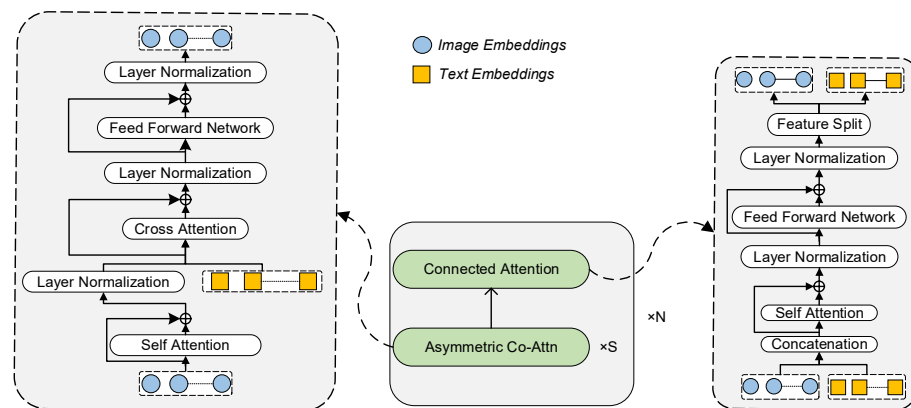 Image Embeddings
Text Embeddings
Layer Normalization
Feed Forward Network
Layer Normalization
Cross Attention
Layer Normalization
Self Attention
Connected Attention
Asymmetric Co-Attn
×S
×N
Feature Split
Layer Normalization
Feed Forward Network
Layer Normalization
Self Attention
Concatenation